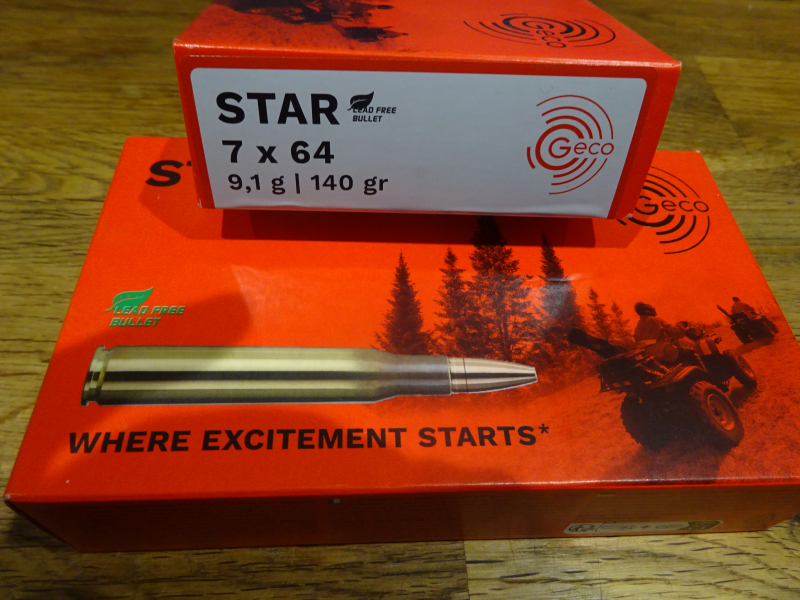 Geco
STAR LEAD FREE
BULLET
7 x 64
9,1 g | 140 gr
Geco
ST
Geco
LEAD FREE
BULLET
WHERE EXCITEMENT STARTS*